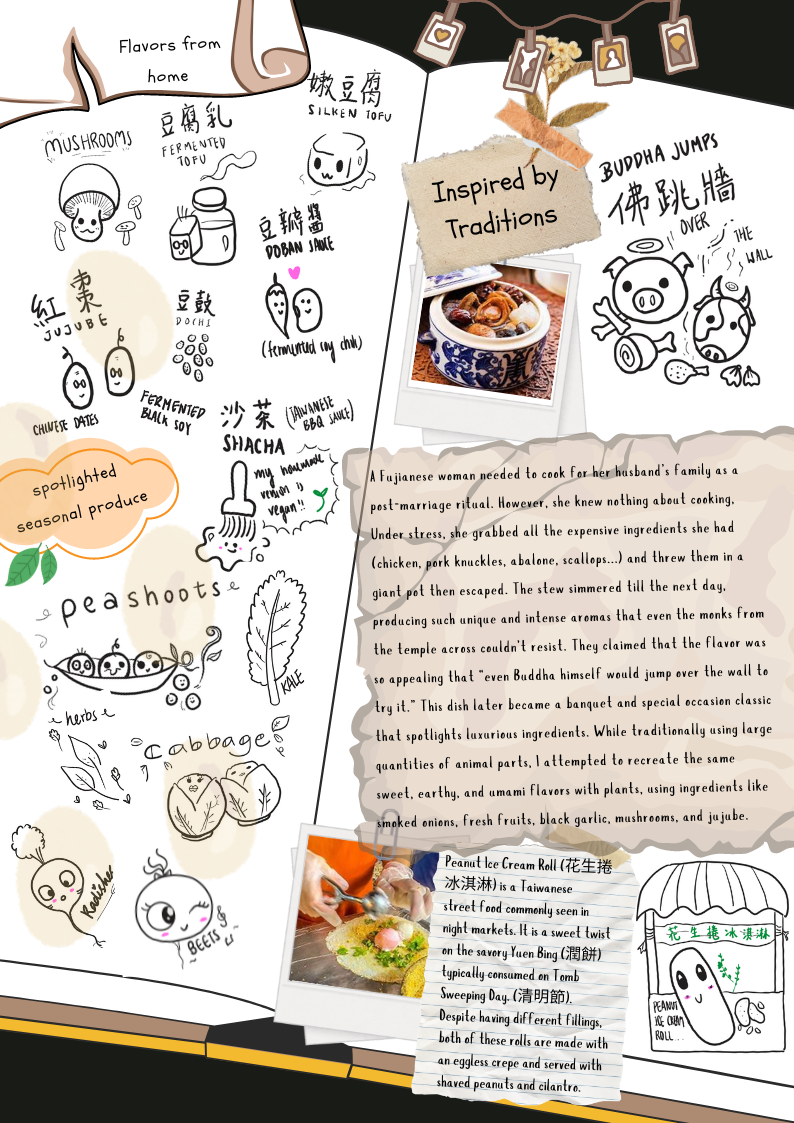 Flavors from
home
MUSHROOMS
豆腐乳
FERMENTED
TOFU
嫩豆腐
SILKEN TOFU
豆瓣醬
DOBAN SAUCE
(fermented soy chili)
紅棗
JUJUBE
CHINESE DATES
豆鼓
DOCHI
FERMENTED
BLACK SOY
沙茶
(TAIWANESE
BBQ SAUCE)
SHACHA
my homemade
version is
vegan!!
spotlighted
seasonal produce
peashoots
KALE
herbs
cabbage
Radishes
BEETS
Inspired by
Traditions
BUDDHA JUMPS
佛跳牆
OVER
THE
WALL
A Fujianese woman needed to cook for her husband's family as a
post-marriage ritual. However, she knew nothing about cooking,
Under stress, she grabbed all the expensive ingredients she had
(chicken, pork knuckles, abalone, scallops...) and threw them in a
giant pot then escaped. The stew simmered till the next day,
producing such unique and intense aromas that even the monks from
the temple across couldn't resist. They claimed that the flavor was
so appealing that "even Buddha himself would jump over the wall to
try it." This dish later became a banquet and special occasion classic
that spotlights luxurious ingredients. While traditionally using large
quantities of animal parts, I attempted to recreate the same
sweet, earthy, and umami flavors with plants, using ingredients like
smoked onions, fresh fruits, black garlic, mushrooms, and jujube.
Peanut Ice Cream Roll (花生捲
冰淇淋) is a Taiwanese
street food commonly seen in
night markets. It is a sweet twist
on the savory Yuen Bing (潤餅)
typically consumed on Tomb
Sweeping Day. (清明節).
Despite having different fillings,
both of these rolls are made with
an eggless crepe and served with
shaved peanuts and cilantro.
花生捲冰淇淋
PEANUT
ICE CREAM
ROLL...